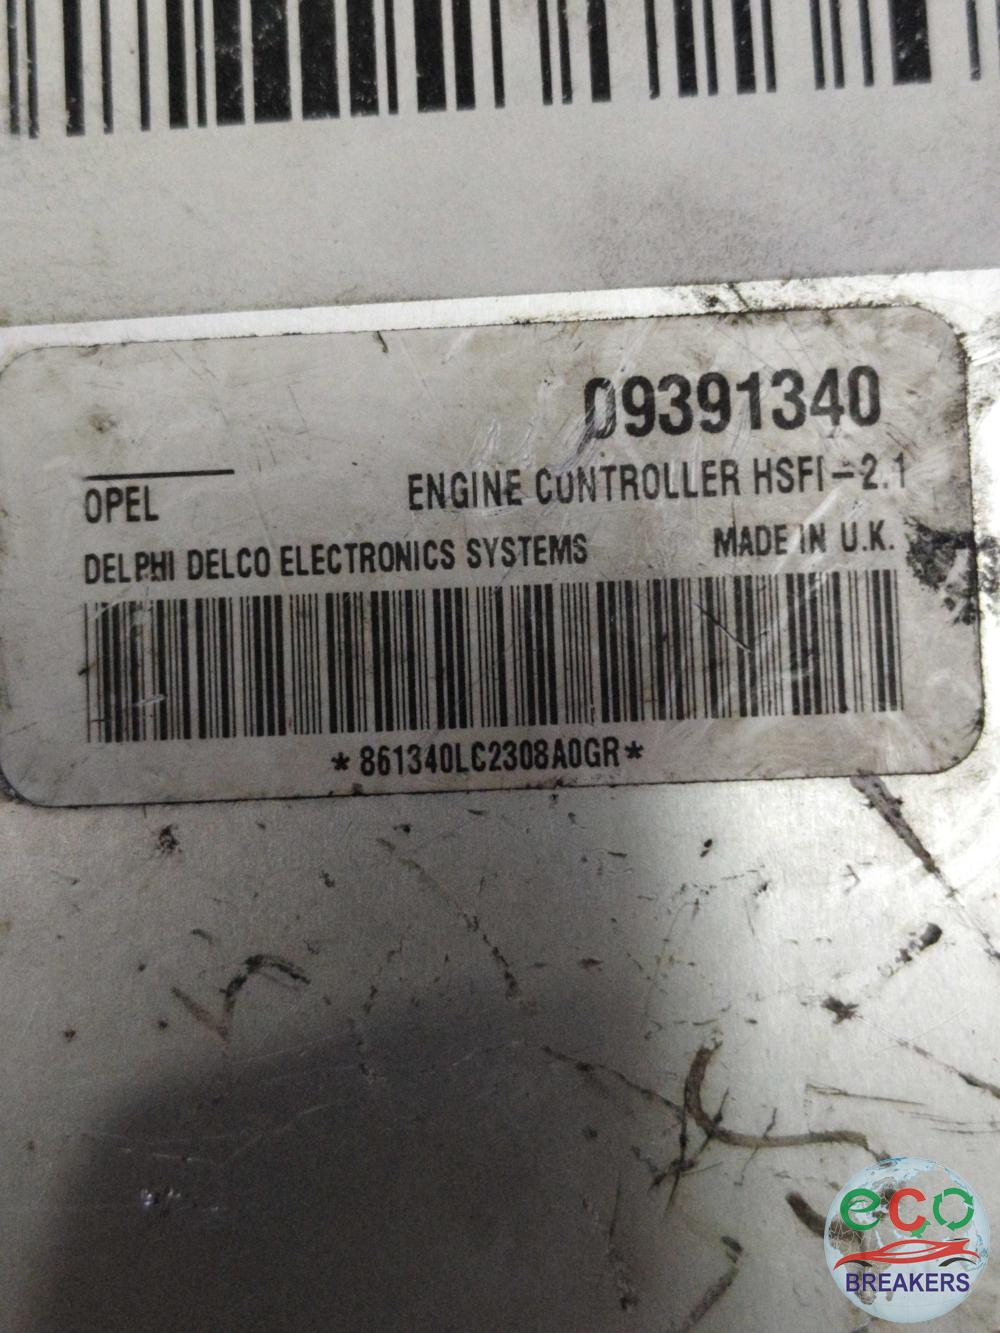 09391340
OPEL
ENGINE CONTROLLER HSFI-2.1
DELPHI DELCO ELECTRONICS SYSTEMS
MADE IN U.K.
*861340LC2308A0GR*
eco
BREAKERS